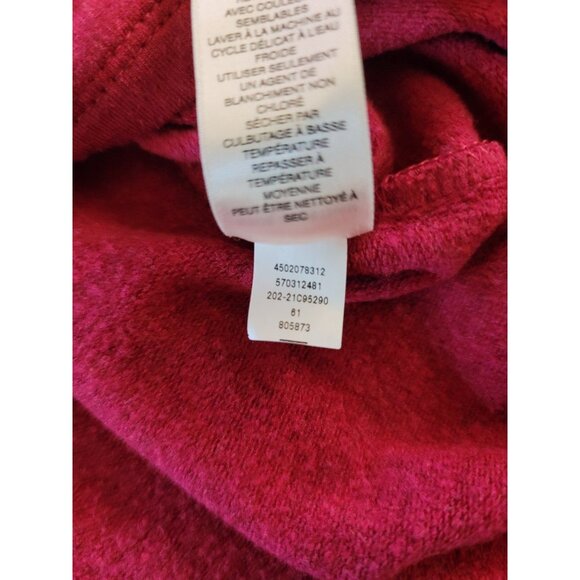 AVEC COULEURS
SEMBLABLES
LAVER À LA MACHINE AU
CYCLE DÉLICAT À L'EAU
FROIDE
UTILISER SEULEMENT
UN AGENT DE
BLANCHIMENT NON
CHLORÉ
SÉCHER PAR
CULBUTAGE À BASSE
TEMPÉRATURE
REPASSER À
TEMPÉRATURE
MOYENNE
PEUT ÊTRE NETTOYÉ À
SEC
4502078312
570312481
202-21C95290
61
805873